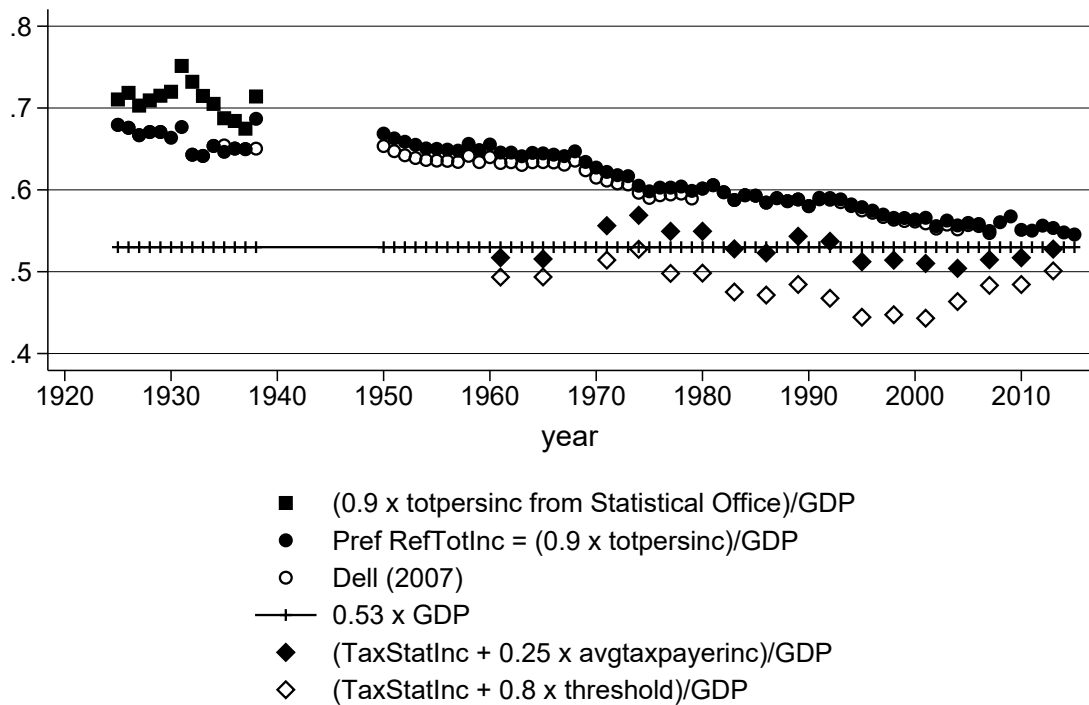 .8
.7
.6
.5
.4
1920 1930 1940 1950 1960 1970 1980 1990 2000 2010
year
(0.9 x totpersinc from Statistical Office)/GDP
Pref RefTotInc = (0.9 x totpersinc)/GDP
Dell (2007)
0.53 x GDP
(TaxStatInc + 0.25 x avgtaxpayerinc)/GDP
(TaxStatInc + 0.8 x threshold)/GDP